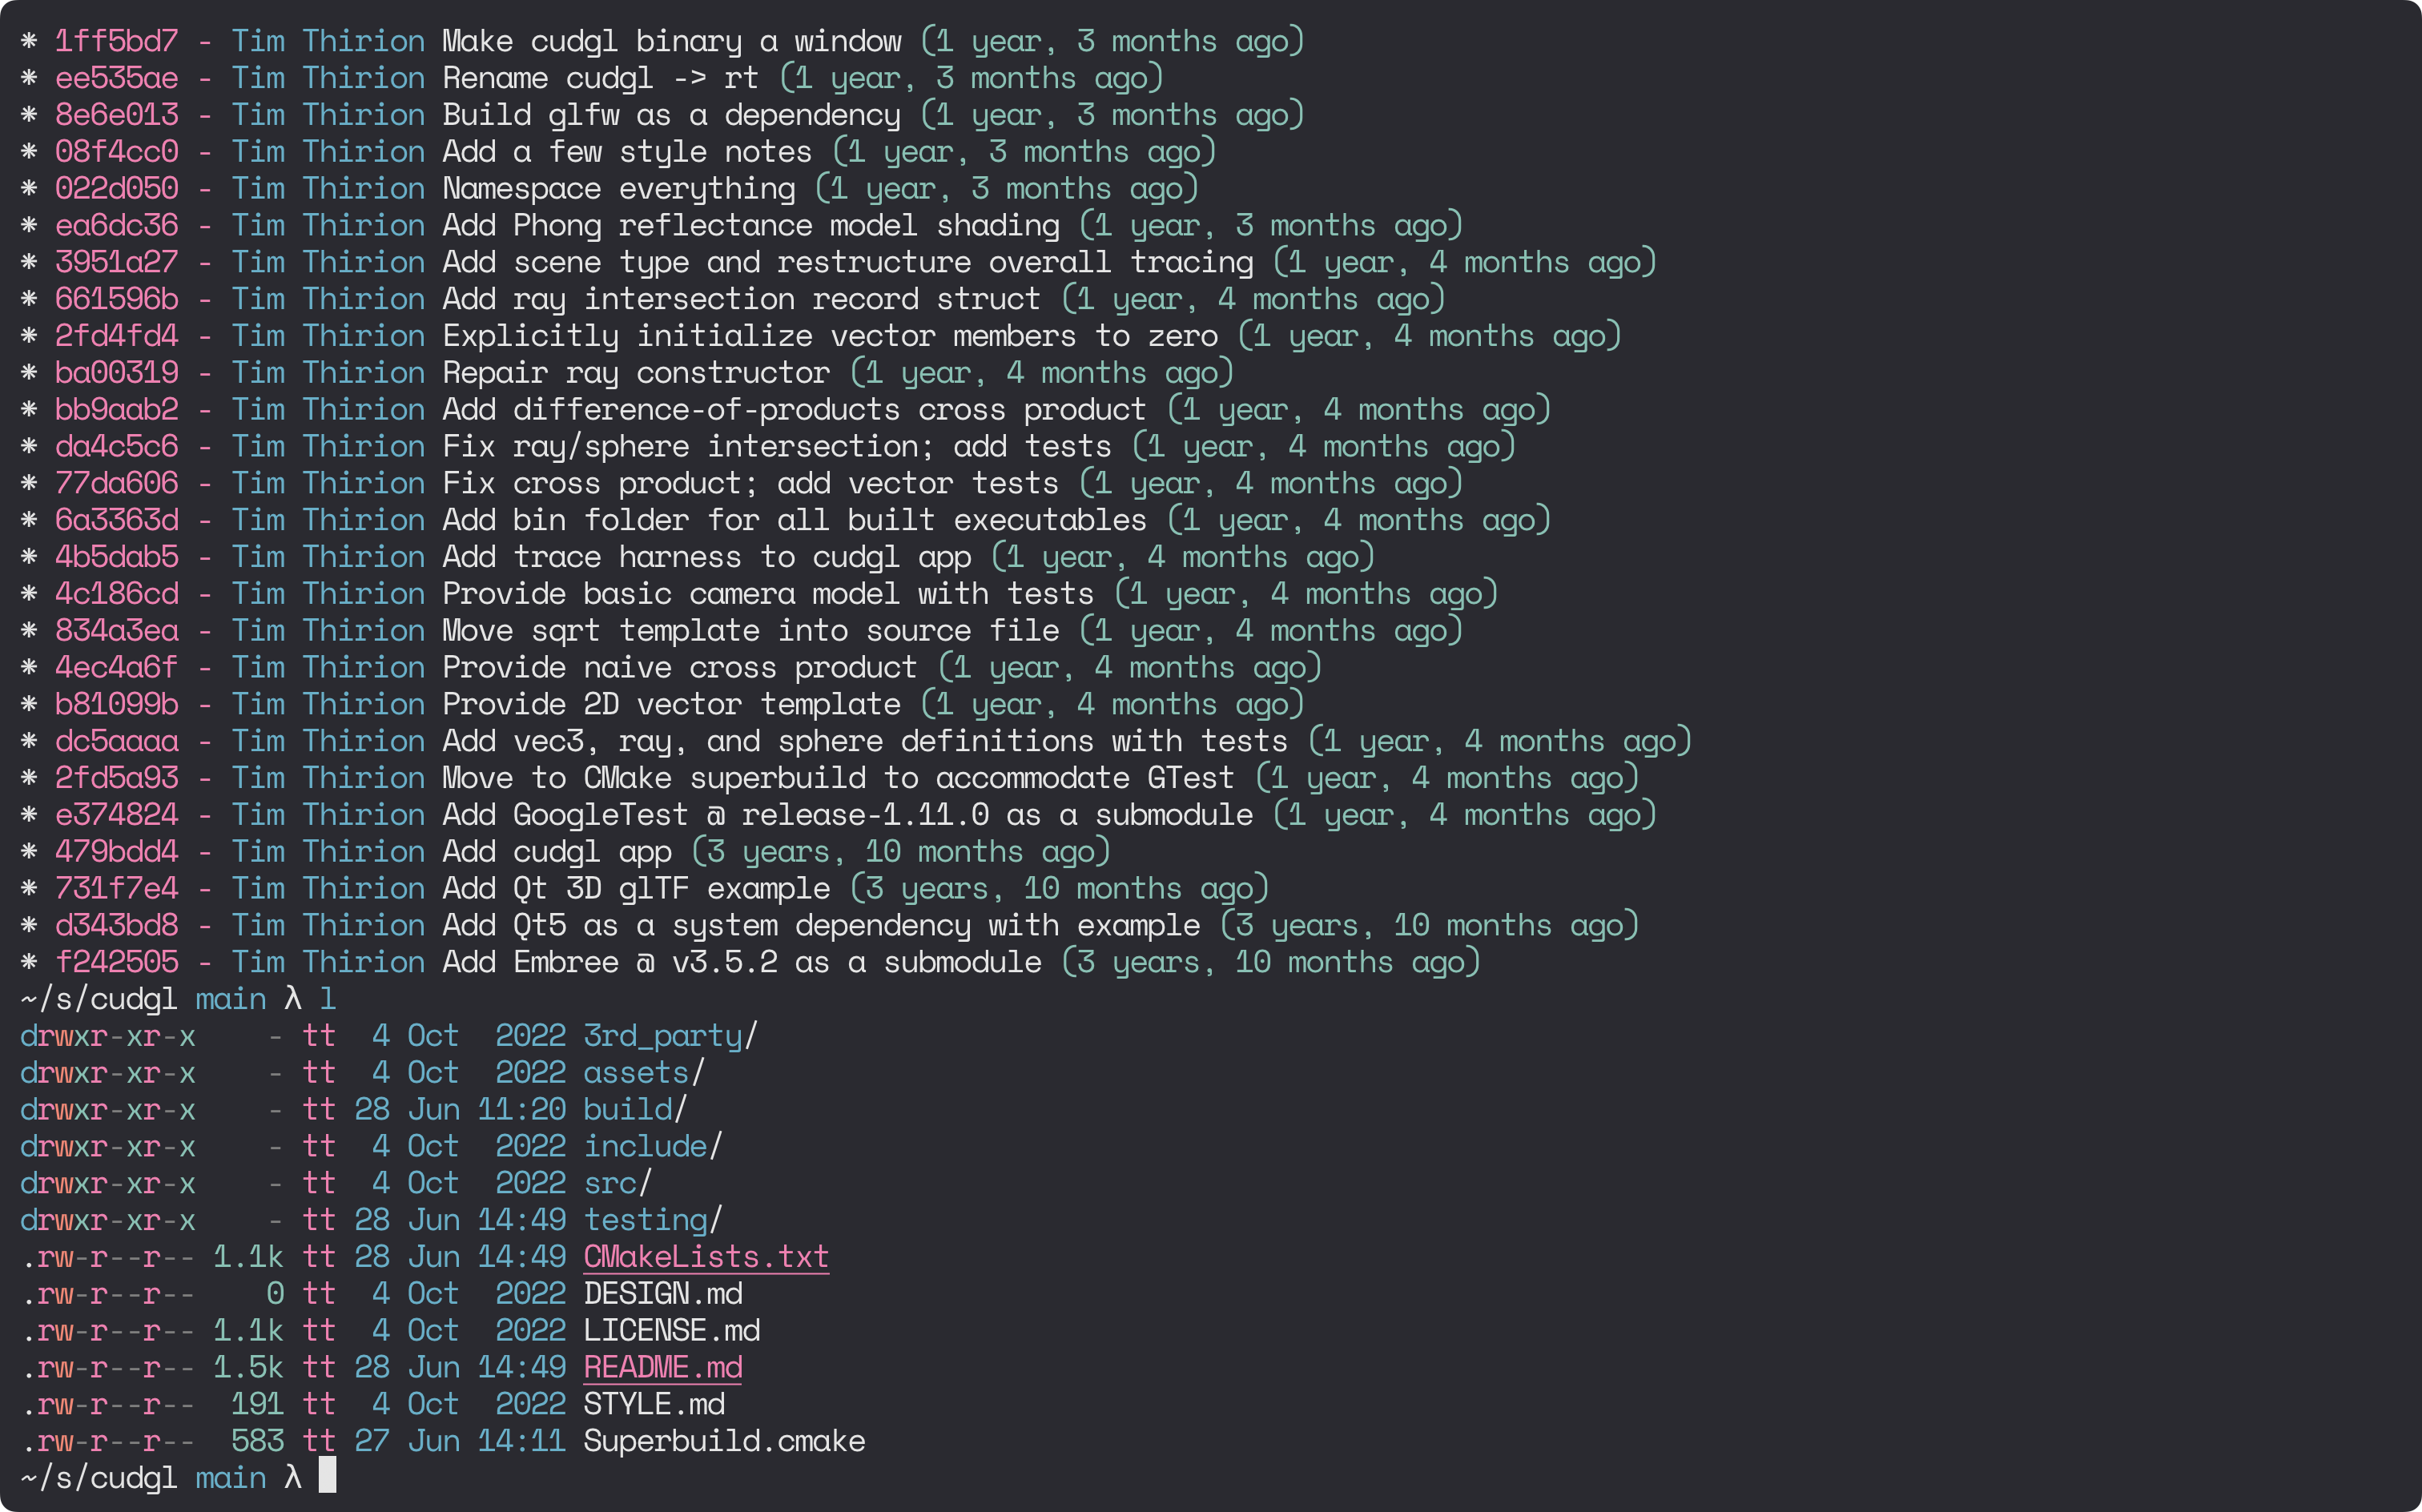 * 1ff5bd7 - Tim Thirion Make cudgl binary a window (1 year, 3 months ago)
* ee535ae - Tim Thirion Rename cudgl -> rt (1 year, 3 months ago)
* 8e6e013 - Tim Thirion Build glfw as a dependency (1 year, 3 months ago)
* 08f4cc0 - Tim Thirion Add a few style notes (1 year, 3 months ago)
* 022d050 - Tim Thirion Namespace everything (1 year, 3 months ago)
* ea6dc36 - Tim Thirion Add Phong reflectance model shading (1 year, 3 months ago)
* 3951a27 - Tim Thirion Add scene type and restructure overall tracing (1 year, 4 months ago)
* 661596b - Tim Thirion Add ray intersection record struct (1 year, 4 months ago)
* 2fd4fd4 - Tim Thirion Explicitly initialize vector members to zero (1 year, 4 months ago)
* ba00319 - Tim Thirion Repair ray constructor (1 year, 4 months ago)
* bb9aab2 - Tim Thirion Add difference-of-products cross product (1 year, 4 months ago)
* da4c5c6 - Tim Thirion Fix ray/sphere intersection; add tests (1 year, 4 months ago)
* 77da606 - Tim Thirion Fix cross product; add vector tests (1 year, 4 months ago)
* 6a3363d - Tim Thirion Add bin folder for all built executables (1 year, 4 months ago)
* 4b5dab5 - Tim Thirion Add trace harness to cudgl app (1 year, 4 months ago)
* 4c186cd - Tim Thirion Provide basic camera model with tests (1 year, 4 months ago)
* 834a3ea - Tim Thirion Move sqrt template into source file (1 year, 4 months ago)
* 4ec4a6f - Tim Thirion Provide naive cross product (1 year, 4 months ago)
* b81099b - Tim Thirion Provide 2D vector template (1 year, 4 months ago)
* dc5aaaa - Tim Thirion Add vec3, ray, and sphere definitions with tests (1 year, 4 months ago)
* 2fd5a93 - Tim Thirion Move to CMake superbuild to accommodate GTest (1 year, 4 months ago)
* e374824 - Tim Thirion Add GoogleTest @ release-1.11.0 as a submodule (1 year, 4 months ago)
* 479bdd4 - Tim Thirion Add cudgl app (3 years, 10 months ago)
* 731f7e4 - Tim Thirion Add Qt 3D glTF example (3 years, 10 months ago)
* d343bd8 - Tim Thirion Add Qt5 as a system dependency with example (3 years, 10 months ago)
* f242505 - Tim Thirion Add Embree @ v3.5.2 as a submodule (3 years, 10 months ago)
~/s/cudgl main λ l
drwxr-xr-x    - tt  4 Oct  2022 3rd_party/
drwxr-xr-x    - tt  4 Oct  2022 assets/
drwxr-xr-x    - tt 28 Jun 11:20 build/
drwxr-xr-x    - tt  4 Oct  2022 include/
drwxr-xr-x    - tt  4 Oct  2022 src/
drwxr-xr-x    - tt 28 Jun 14:49 testing/
.rw-r--r-- 1.1k tt 28 Jun 14:49 CMakeLists.txt
.rw-r--r--    0 tt  4 Oct  2022 DESIGN.md
.rw-r--r-- 1.1k tt  4 Oct  2022 LICENSE.md
.rw-r--r-- 1.5k tt 28 Jun 14:49 README.md
.rw-r--r--  191 tt  4 Oct  2022 STYLE.md
.rw-r--r--  583 tt 27 Jun 14:11 Superbuild.cmake
~/s/cudgl main λ